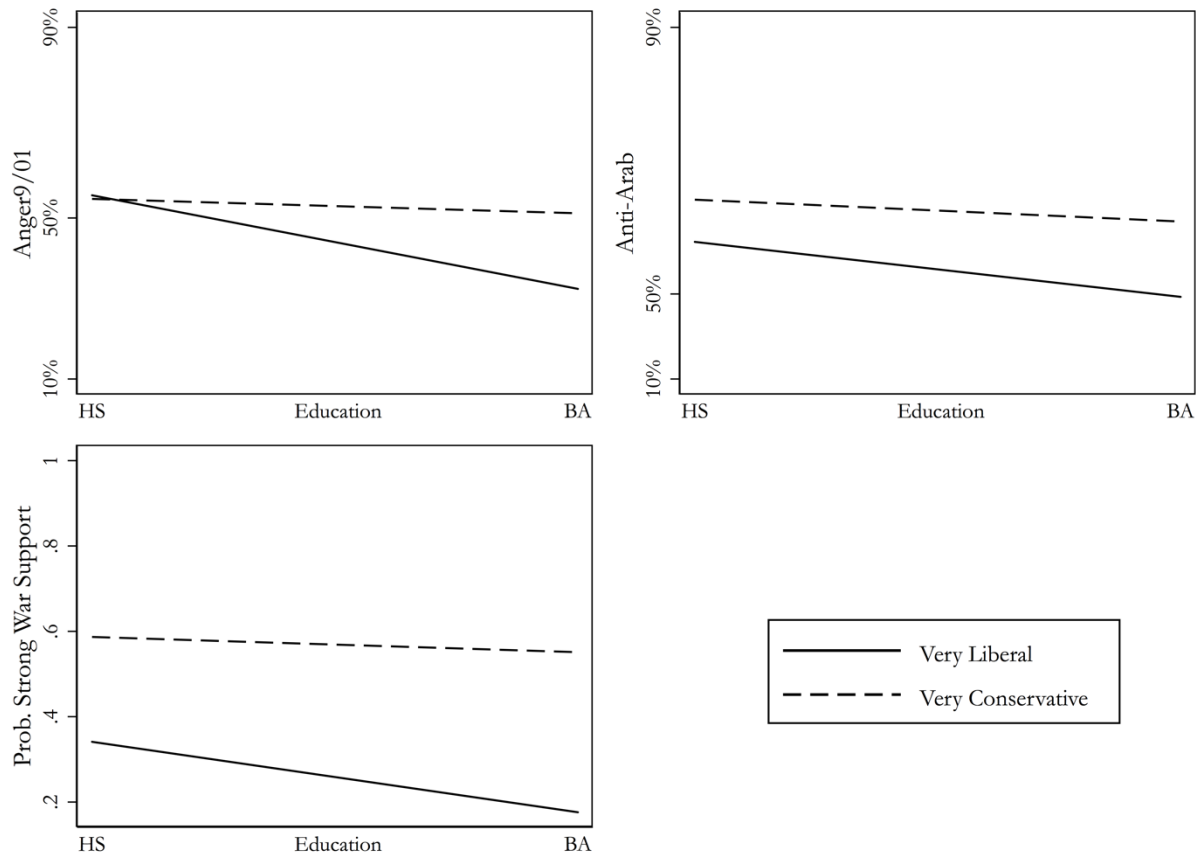 90%
50%
10%
Anger9/01
HS
Education
BA
90%
50%
10%
Anti-Arab
HS
Education
BA
1
.8
.6
.4
.2
Prob. Strong War Support
HS
Education
BA
Very Liberal
Very Conservative